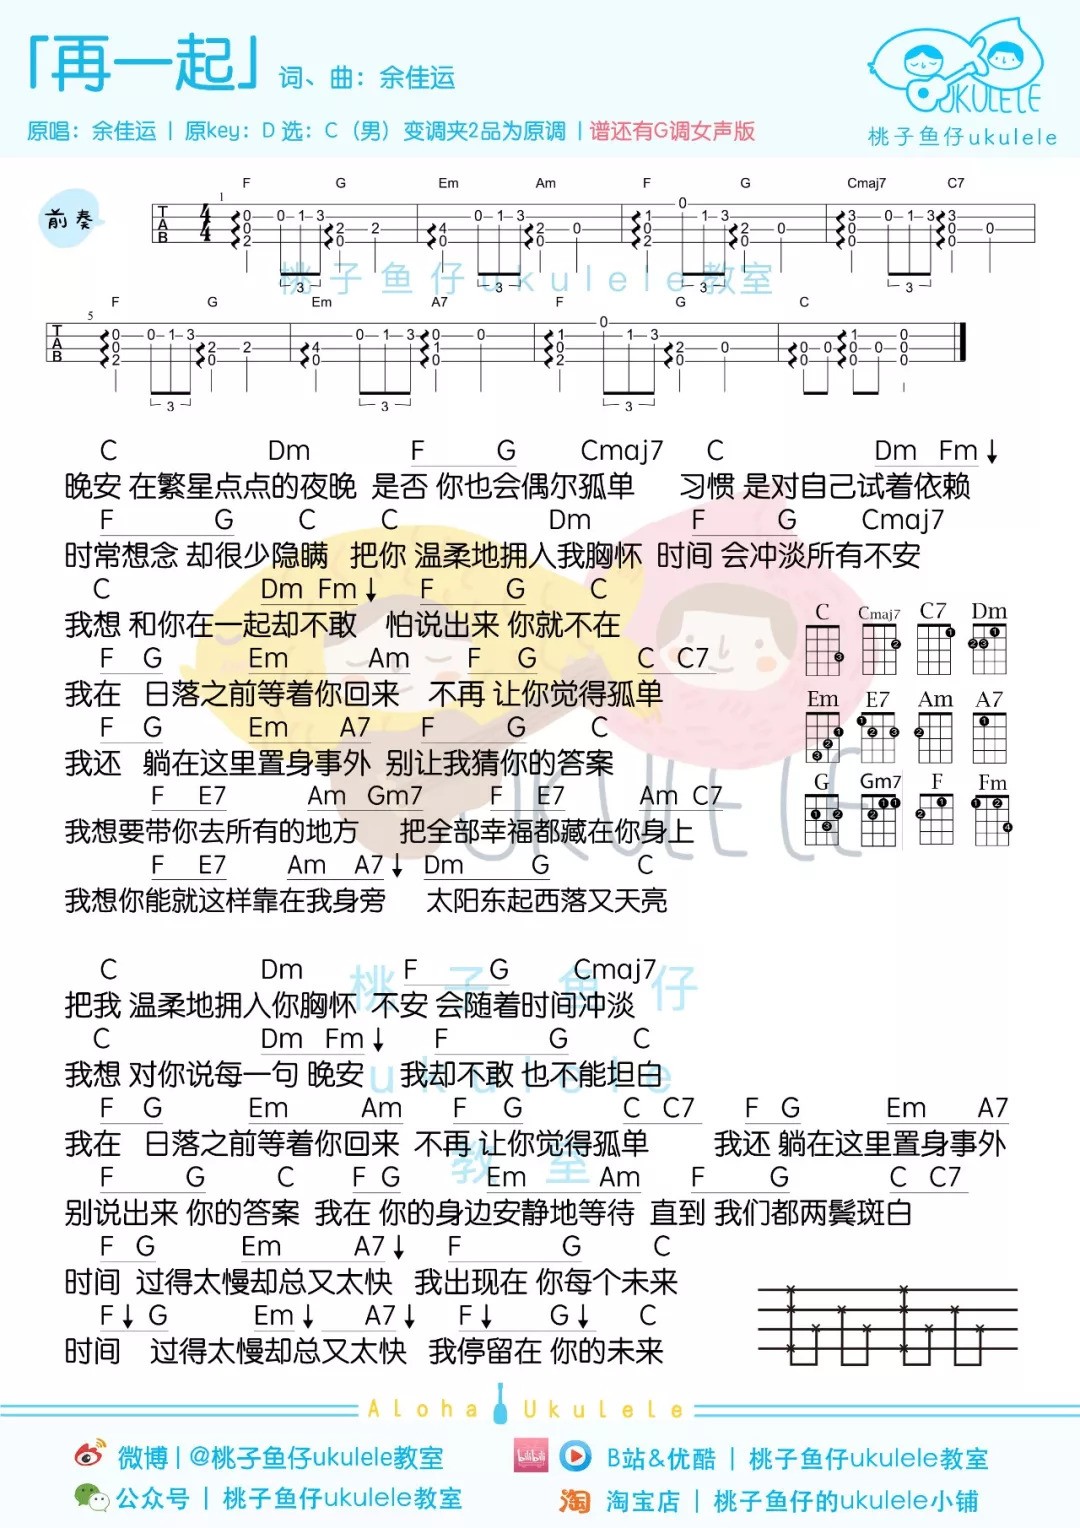 「再一起」 词、曲：余佳运
原唱：余佳运 | 原key：D 选：C（男）变调夹2品为原调 | 谱还有G调女声版
UKULELE
桃子鱼仔ukulele
前奏
F G Em Am F G Cmaj7 C7
桃子鱼仔ukulele教室
F G Em A7 F G C
C Dm F G Cmaj7 C Dm Fm↓
晚安 在繁星点点的夜晚 是否 你也会偶尔孤单 习惯 是对自己试着依赖
F G C C Dm F G Cmaj7
时常想念 却很少隐瞒 把你 温柔地拥入我胸怀 时间 会冲淡所有不安
C Dm Fm↓ F G C
我想 和你在一起却不敢 怕说出来 你就不在
F G Em Am F G C C7
我在 日落之前等着你回来 不再 让你觉得孤单
F G Em A7 F G C
我还 躺在这里置身事外 别让我猜你的答案
F E7 Am Gm7 F E7 Am C7
我想要带你去所有的地方 把全部幸福都藏在你身上
F E7 Am A7↓ Dm G C
我想你能就这样靠在我身旁 太阳东起西落又天亮
C Cmaj7 C7 Dm
Em E7 Am A7
G Gm7 F Fm
UKULELE
C Dm F G Cmaj7
把我 温柔地拥入你胸怀 不安 会随着时间冲淡
C Dm Fm↓ F G C
我想 对你说每一句 晚安 我却不敢 也不能坦白
F G Em Am F G C C7 F G Em A7
我在 日落之前等着你回来 不再 让你觉得孤单 我还 躺在这里置身事外
F G C F G Em Am F G C C7
别说出来 你的答案 我在 你的身边安静地等待 直到 我们都两鬓斑白
F G Em A7↓ F G C
时间 过得太慢却总又太快 我出现在 你每个未来
F↓ G Em↓ A7↓ F↓ G↓ C
时间 过得太慢却总又太快 我停留在 你的未来
桃子鱼仔
ukulele
教室
Aloha Ukulele
微博 | @桃子鱼仔ukulele教室
bilibili B站&优酷 | 桃子鱼仔ukulele教室
公众号 | 桃子鱼仔ukulele教室
淘 淘宝店 | 桃子鱼仔的ukulele小铺